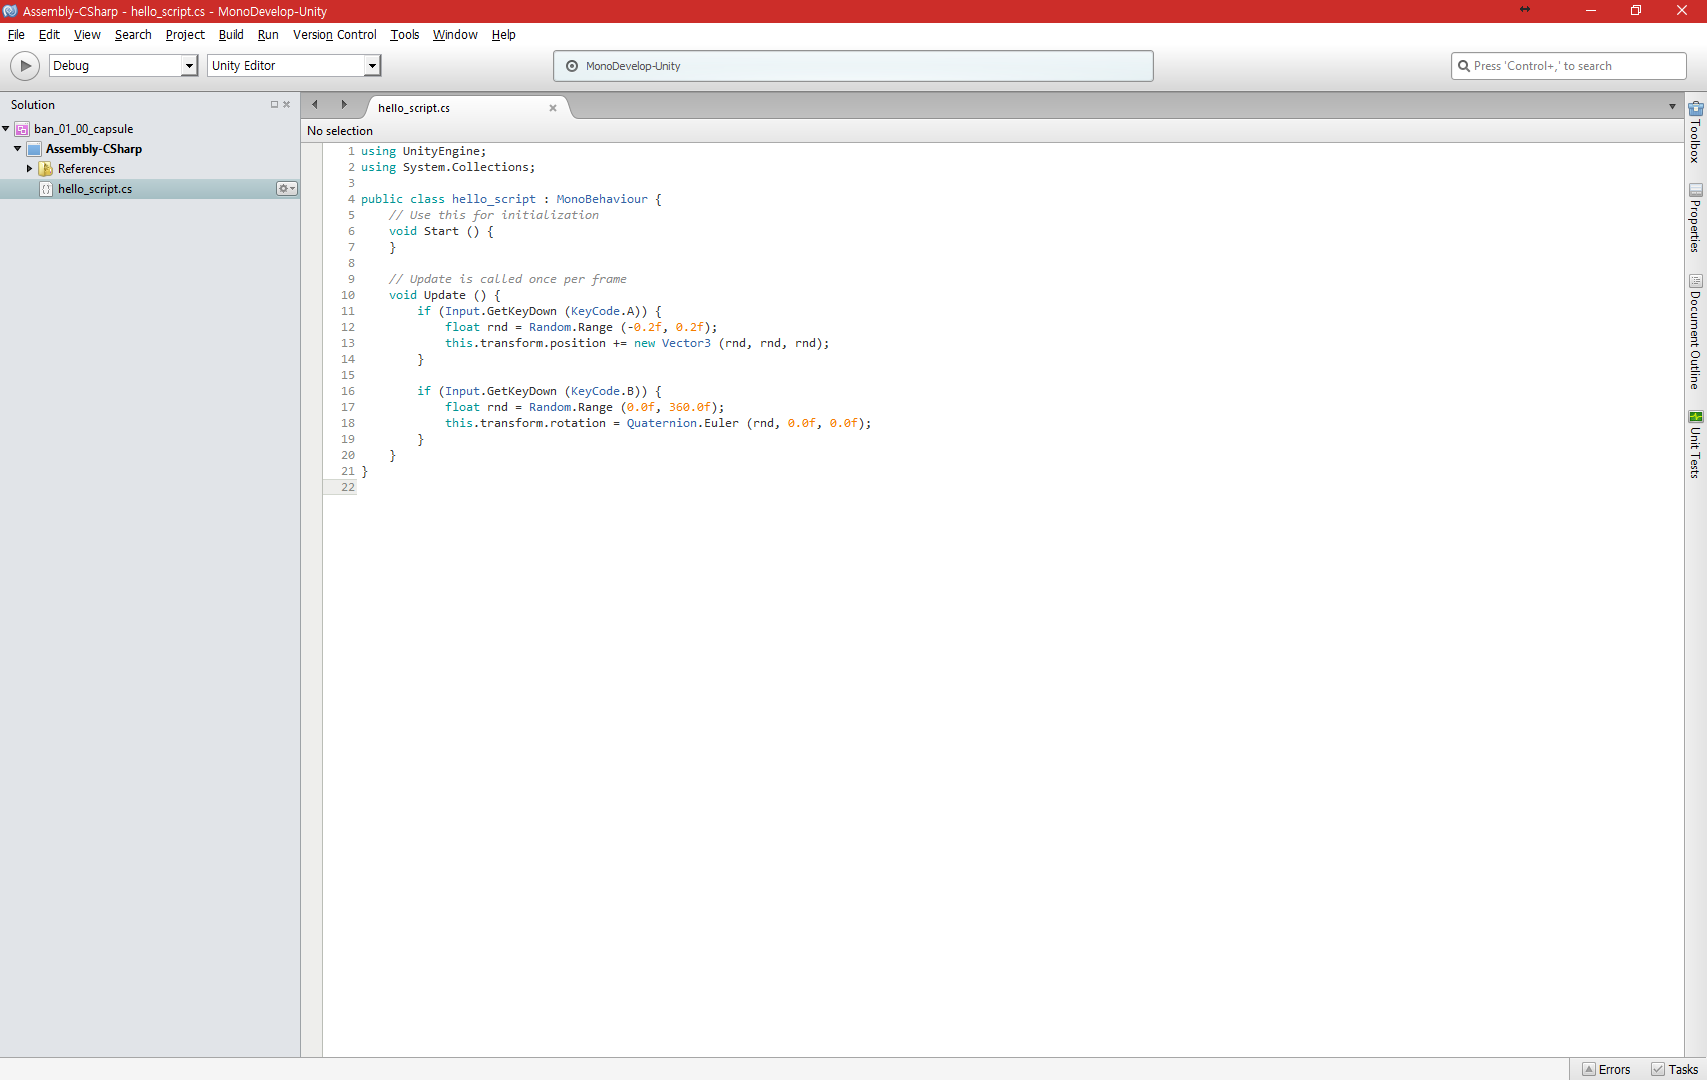 Assembly-CSharp - hello_script.cs - MonoDevelop-Unity
File Edit View Search Project Build Run Version Control Tools Window Help
Debug Unity Editor MonoDevelop-Unity Press 'Control+,' to search
Solution
ban_01_00_capsule
Assembly-CSharp
References
hello_script.cs
hello_script.cs
No selection
1 using UnityEngine;
2 using System.Collections;
3
4 public class hello_script : MonoBehaviour {
5     // Use this for initialization
6     void Start () {
7     }
8
9     // Update is called once per frame
10     void Update () {
11         if (Input.GetKeyDown (KeyCode.A)) {
12             float rnd = Random.Range (-0.2f, 0.2f);
13             this.transform.position += new Vector3 (rnd, rnd, rnd);
14         }
15
16         if (Input.GetKeyDown (KeyCode.B)) {
17             float rnd = Random.Range (0.0f, 360.0f);
18             this.transform.rotation = Quaternion.Euler (rnd, 0.0f, 0.0f);
19         }
20     }
21 }
22
Toolbox
Properties
Document Outline
Unit Tests
Errors Tasks